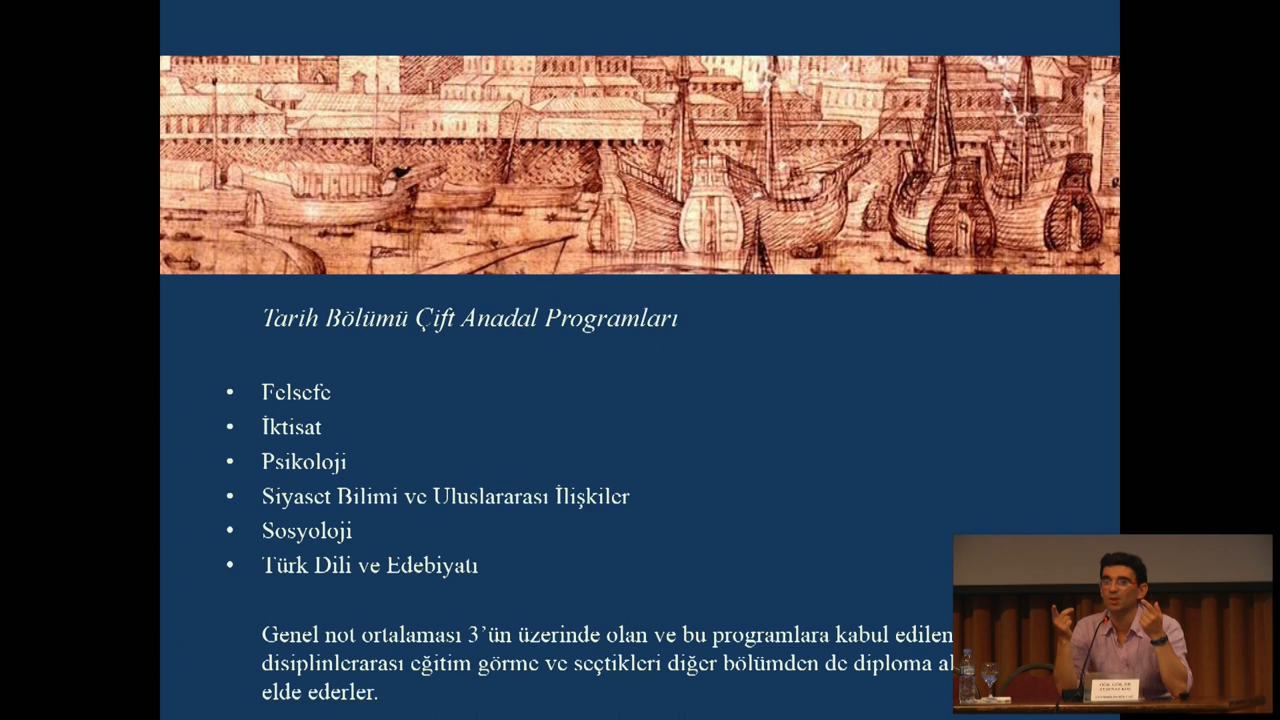 Tarih Bölümü Çift Anadal Programları
• Felsefe
• İktisat
• Psikoloji
• Siyaset Bilimi ve Uluslararası İlişkiler
• Sosyoloji
• Türk Dili ve Edebiyatı
Genel not ortalaması 3’ün üzerinde olan ve bu programlara kabul edilen
disiplinlerarası eğitim görme ve seçtikleri diğer bölümden de diploma
elde ederler.